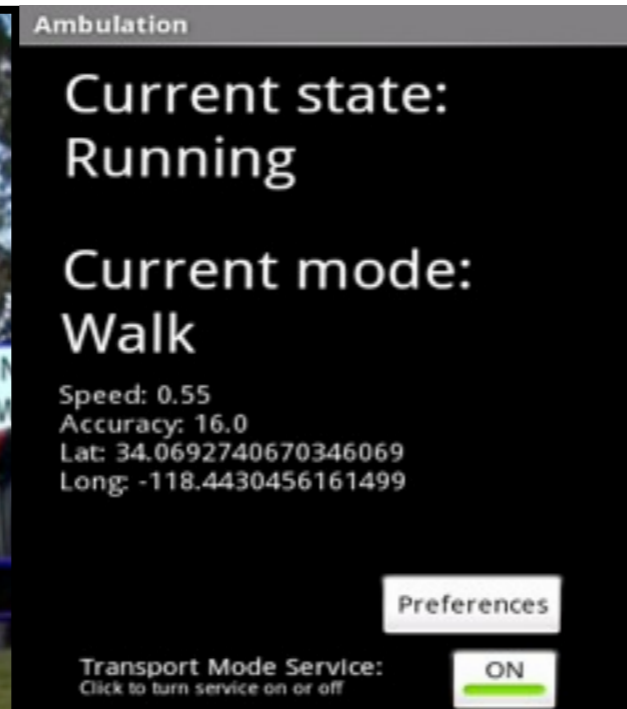 Ambulation
Current state:
Running
Current mode:
Walk
Speed: 0.55
Accuracy: 16.0
Lat: 34.0692740670346069
Long: -118.4430456161499
Preferences
Transport Mode Service:
ON
Click to turn service on or off